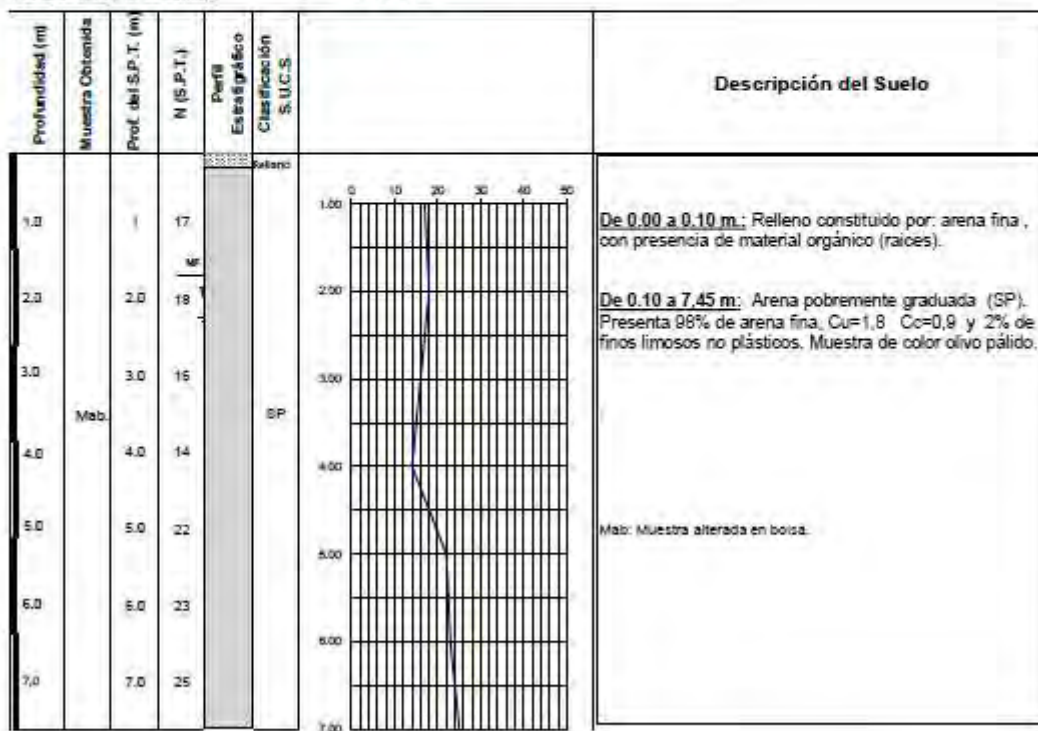 Profundidad (m)
Muestra Obtenida
Prof. del S.P.T. (m)
N (S.P.T.)
Perfil
Estratigráfico
Clasificación
S.U.C.S.
Descripción del Suelo
Relleno
0 10 20 30 40 50
1.00
2.00
3.00
4.00
5.00
6.00
7.00
1.0 1 17
2.0 2.0 18
3.0 3.0
Mab. SP
4.0 4.0 14
5.0 5.0 22
6.0 6.0 23
7,0 7.0 25
De 0.00 a 0.10 m.: Relleno constituido por: arena fina ,
con presencia de material orgánico (raices).
De 0.10 a 7,45 m: Arena pobremente graduada (SP).
Presenta 98% de arena fina, Cu=1,8 Cc=0,9 y 2% de
finos limosos no plásticos. Muestra de color olivo pálido.
Mab: Muestra alterada en bolsa.